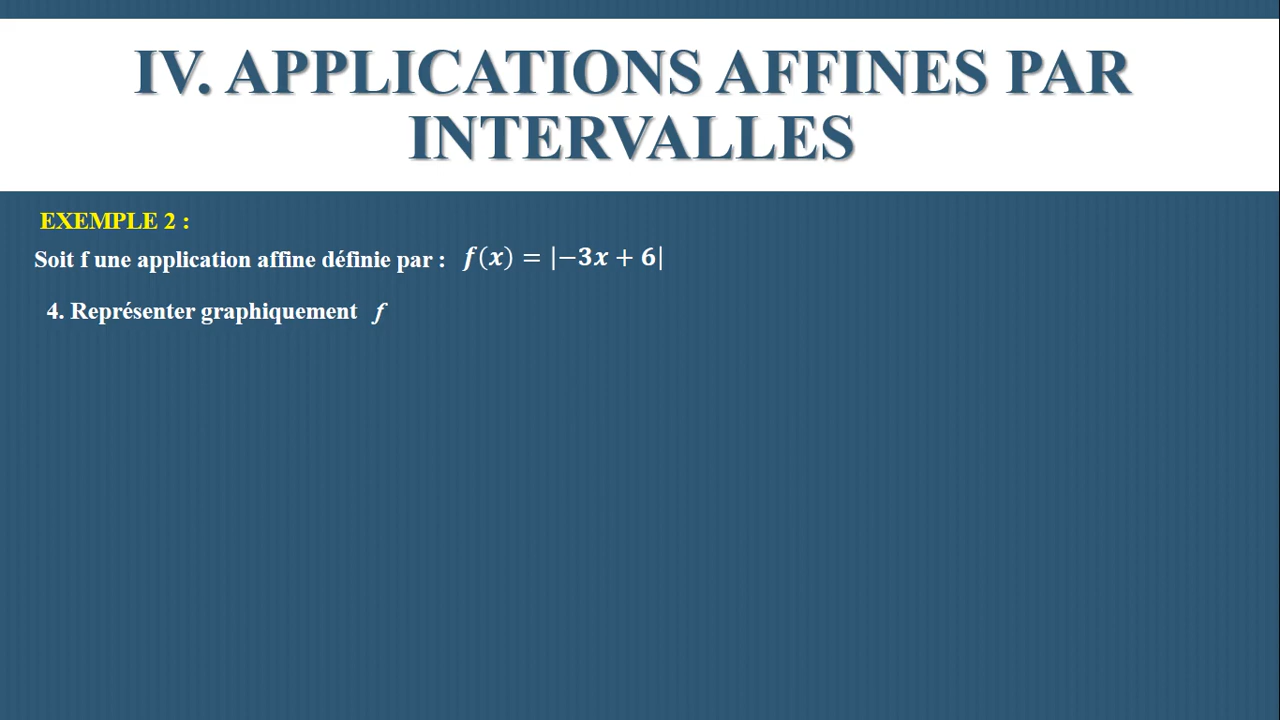 IV. APPLICATIONS AFFINES PAR
INTERVALLES
EXEMPLE 2 :
Soit f une application affine définie par : f(x) = |−3x + 6|
4. Représenter graphiquement f